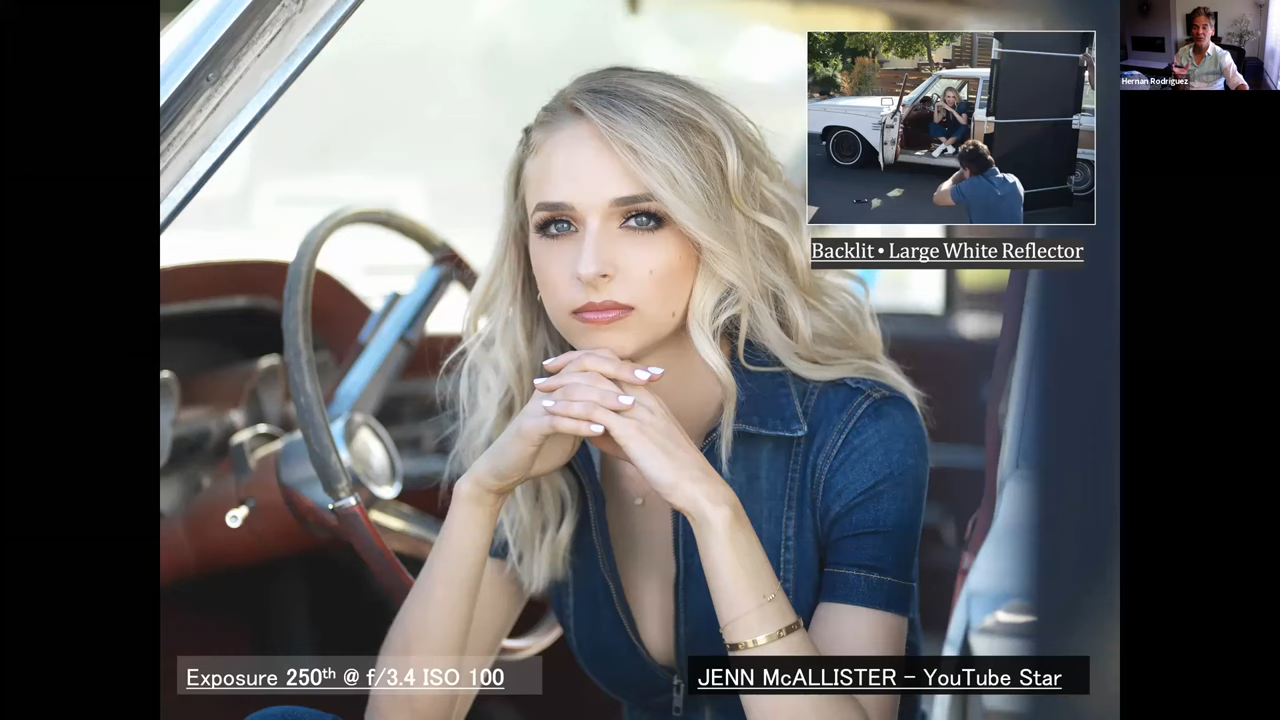 Hernan Rodriguez
Backlit • Large White Reflector
Exposure 250th @ f/3.4 ISO 100
JENN McALLISTER – YouTube Star